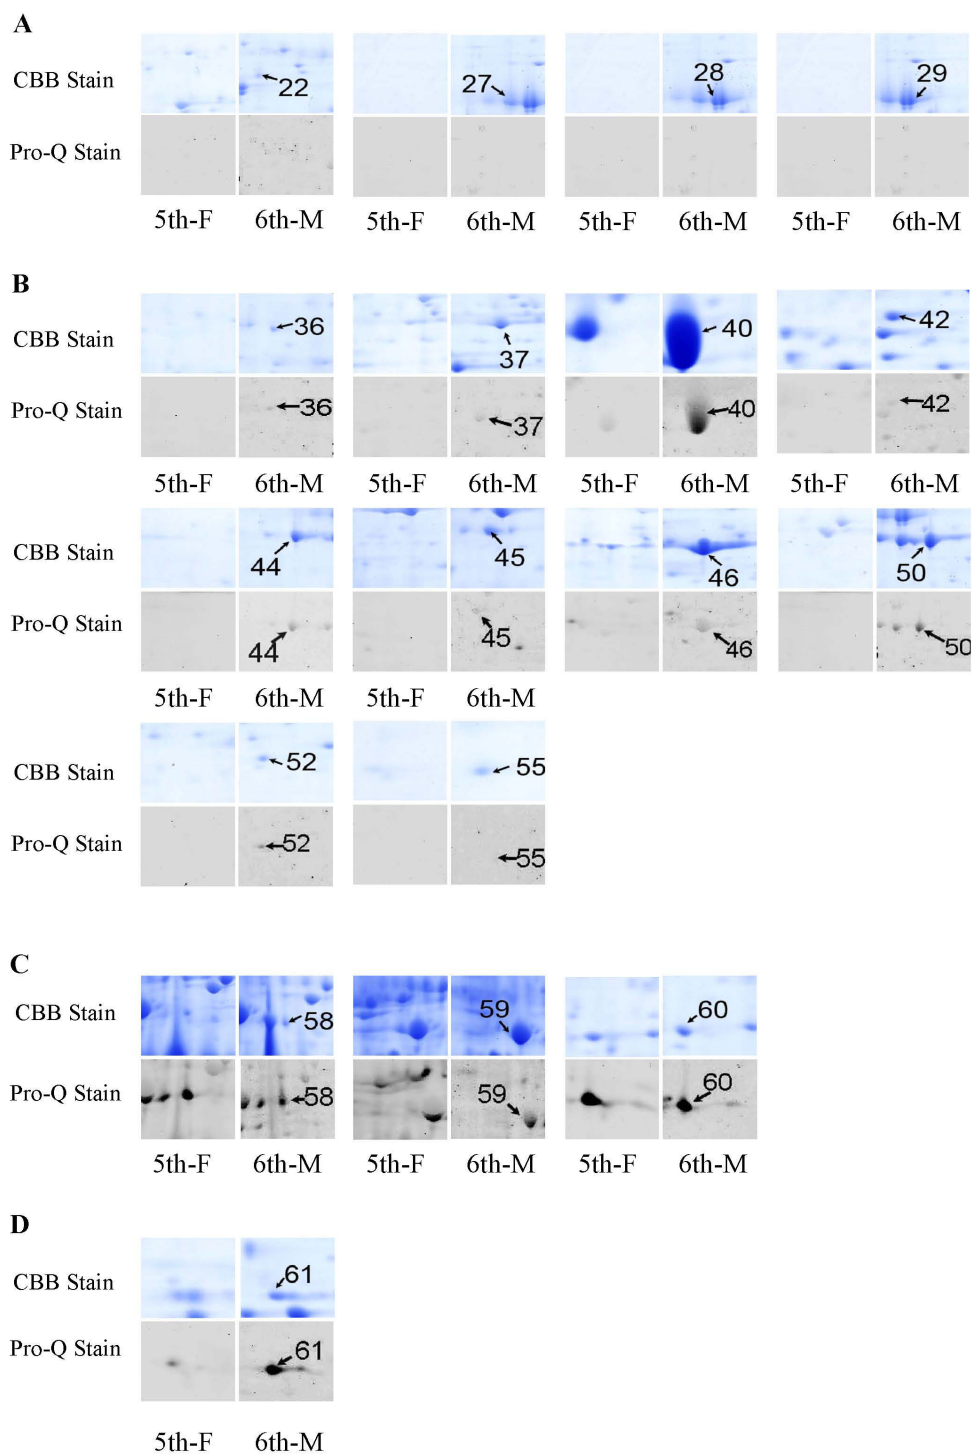 A
CBB Stain
22
27
28
29
Pro-Q Stain
5th-F 6th-M 5th-F 6th-M 5th-F 6th-M 5th-F 6th-M
B
CBB Stain
36
37
40
42
Pro-Q Stain
36
37
40
42
5th-F 6th-M 5th-F 6th-M 5th-F 6th-M 5th-F 6th-M
CBB Stain
44
45
46
50
Pro-Q Stain
44
45
46
50
5th-F 6th-M 5th-F 6th-M
CBB Stain
52
55
Pro-Q Stain
52
55
C
CBB Stain
58
59
60
Pro-Q Stain
58
59
60
5th-F 6th-M 5th-F 6th-M 5th-F 6th-M
D
CBB Stain
61
Pro-Q Stain
61
5th-F 6th-M